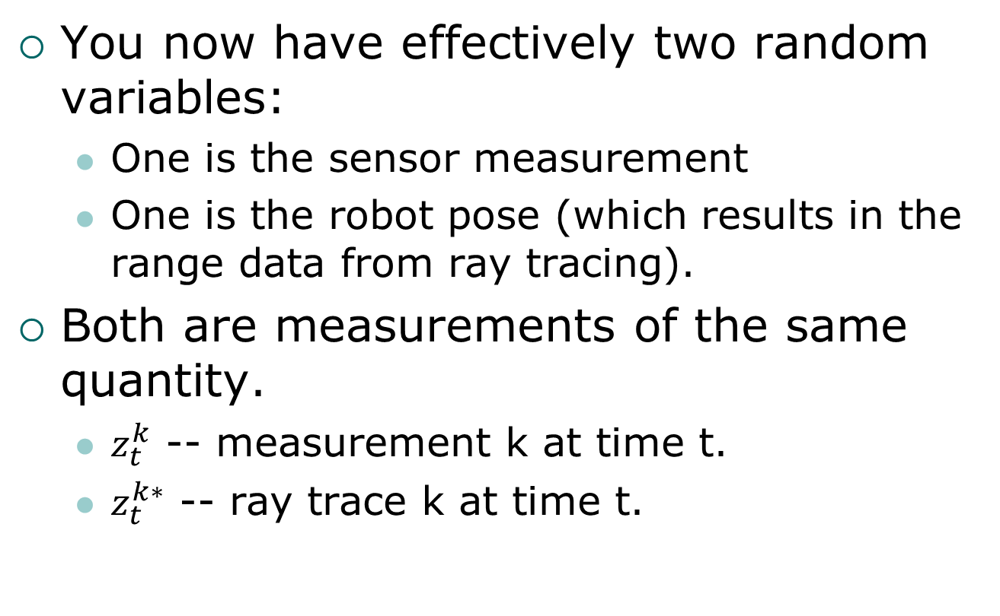 You now have effectively two random
variables:
One is the sensor measurement
One is the robot pose (which results in the
range data from ray tracing).
Both are measurements of the same
quantity.
$z_t^k$ -- measurement k at time t.
$z_t^{k*}$ -- ray trace k at time t.